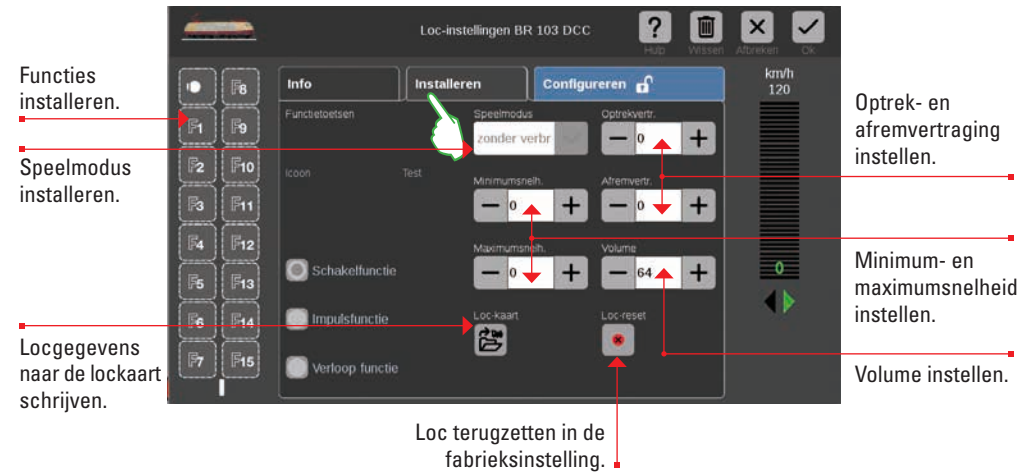 Loc-instellingen BR 103 DCC
?
Hulp
Wissen
Afbreken
Ok
Functies
installeren.
Speelmodus
installeren.
Locgegevens
naar de lockaart
schrijven.
F8
F1
F9
F2
F10
F3
F11
F4
F12
F5
F13
F6
F14
F7
F15
Info
Installeren
Configureren
Functietoetsen
Speelmodus
Optrekvertr.
zonder verbr
0
Icoon
Test
Minimumsnelh.
Afremvertr.
0
0
Maximumsnelh.
Volume
Schakelfunctie
0
64
Impulsfunctie
Loc-kaart
Loc-reset
Verloop functie
km/h
120
0
Optrek- en
afremvertraging
instellen.
Minimum- en
maximumsnelheid
instellen.
Volume instellen.
Loc terugzetten in de
fabrieksinstelling.